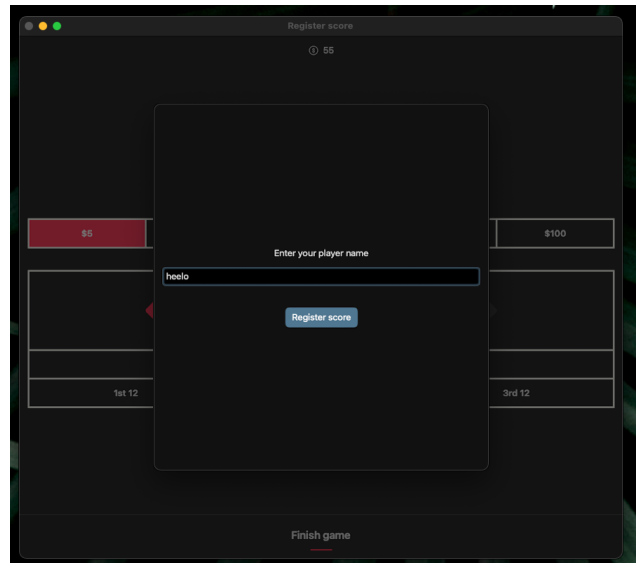 Register score
55
$5
$100
Enter your player name
heelo
Register score
1st 12
3rd 12
Finish game